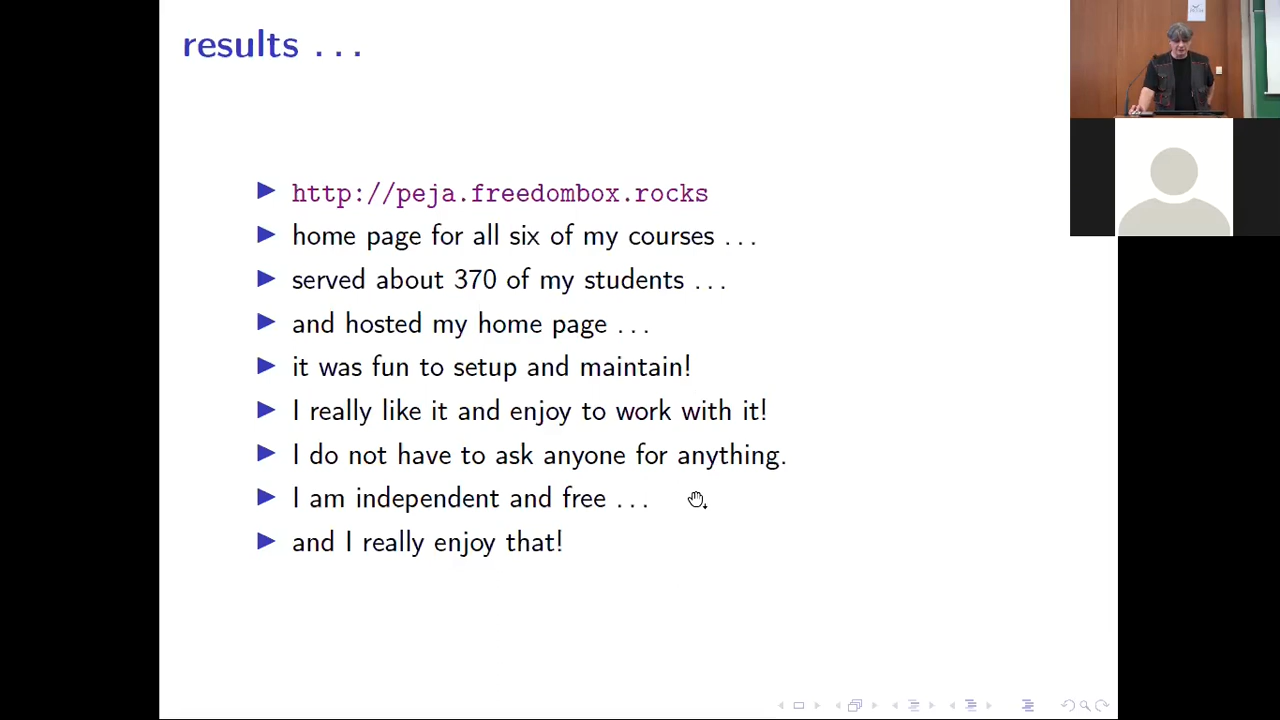 results . . .
http://peja.freedombox.rocks
home page for all six of my courses . . .
served about 370 of my students . . .
and hosted my home page . . .
it was fun to setup and maintain!
I really like it and enjoy to work with it!
I do not have to ask anyone for anything.
I am independent and free . . .
and I really enjoy that!